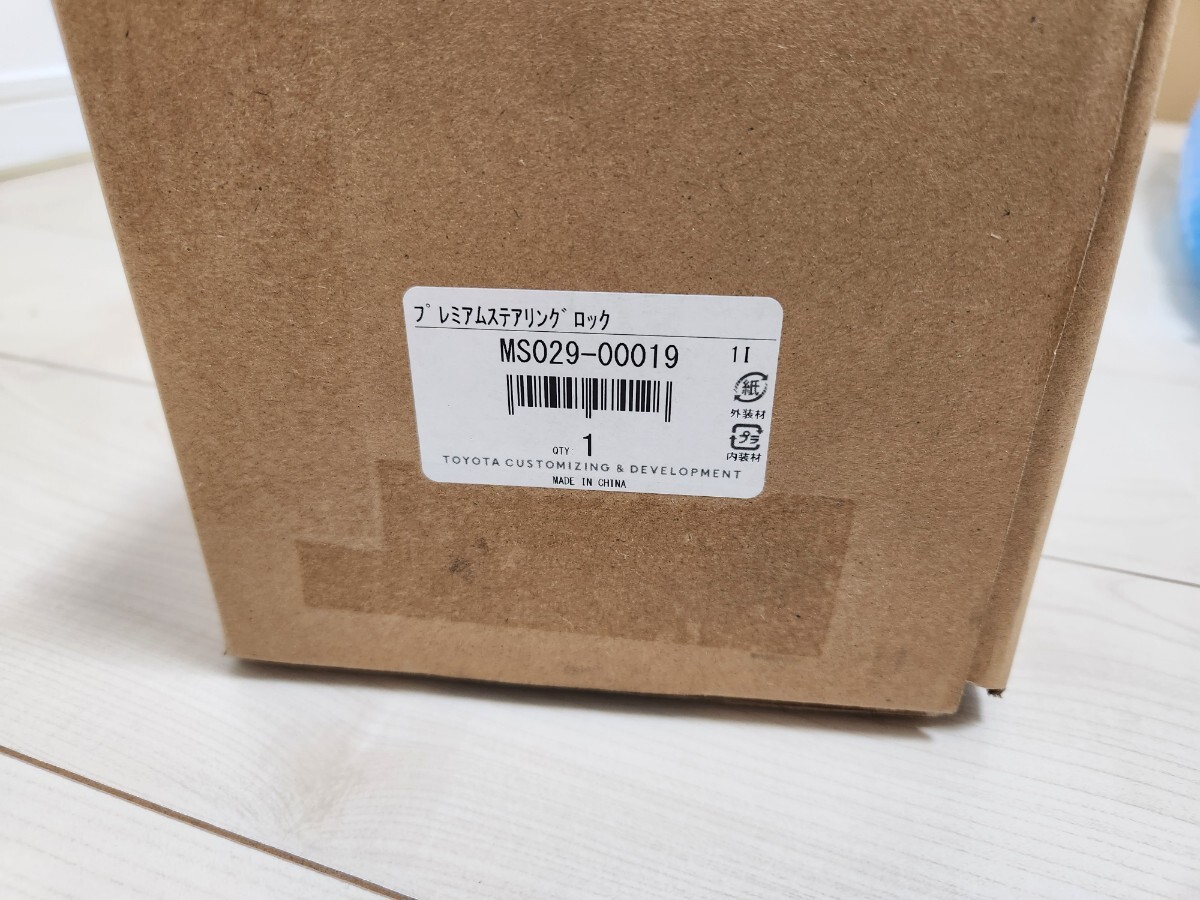 ﾌﾟﾚﾐｱﾑｽﾃｱﾘﾝｸﾞﾛｯｸ
MS029-00019 1I
紙
外装材
プラ
内装材
QTY: 1
TOYOTA CUSTOMIZING & DEVELOPMENT
MADE IN CHINA